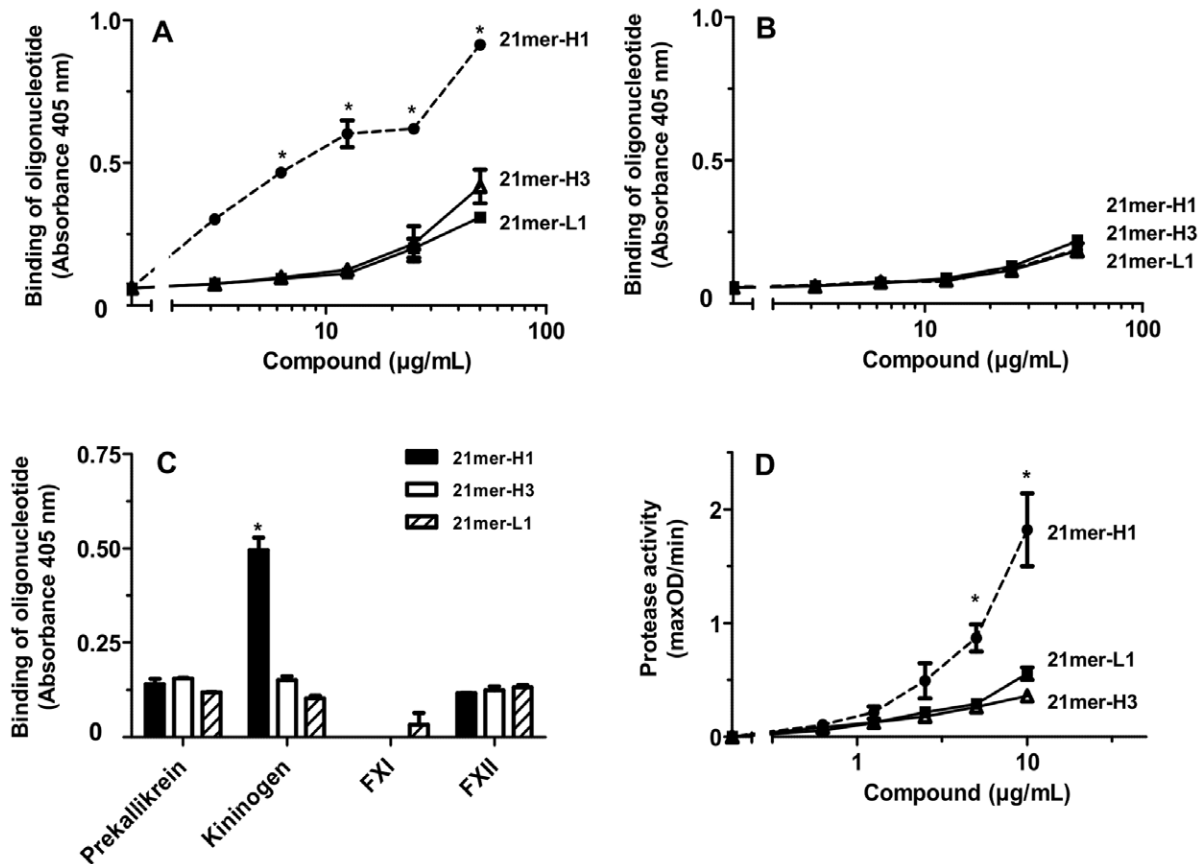 A
Binding of oligonucleotide
(Absorbance 405 nm)
1.0
0.5
0
10
100
Compound (µg/mL)
*
*
*
*
21mer-H1
21mer-H3
21mer-L1
B
Binding of oligonucleotide
(Absorbance 405 nm)
1.0
0.5
0
10
100
Compound (µg/mL)
21mer-H1
21mer-H3
21mer-L1
C
Binding of oligonucleotide
(Absorbance 405 nm)
0.75
0.50
0.25
0
*
21mer-H1
21mer-H3
21mer-L1
Prekallikrein
Kininogen
FXI
FXII
D
Protease activity
(maxOD/min)
2
1
0
1
10
Compound (µg/mL)
*
*
21mer-H1
21mer-L1
21mer-H3